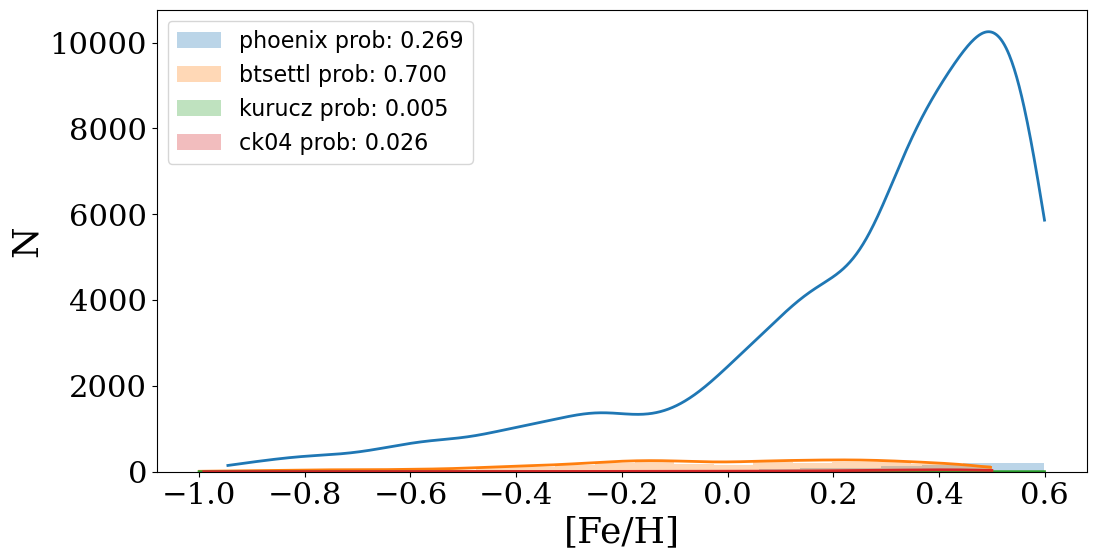 phoenix prob: 0.269
btsettl prob: 0.700
kurucz prob: 0.005
ck04 prob: 0.026
10000
8000
6000
4000
2000
0
N
−1.0 −0.8 −0.6 −0.4 −0.2 0.0 0.2 0.4 0.6
[Fe/H]